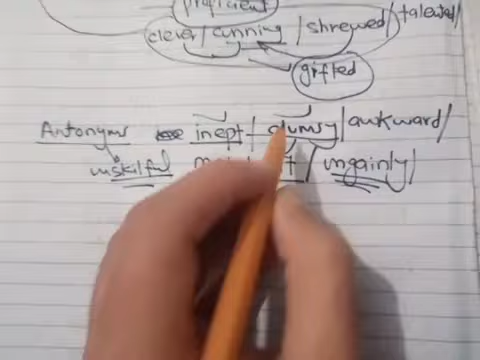 proficient
clever/cunning/shrewed/talented/
gifted
Antonyms inept/clumsy/awkward/
unskilful / ungainly/